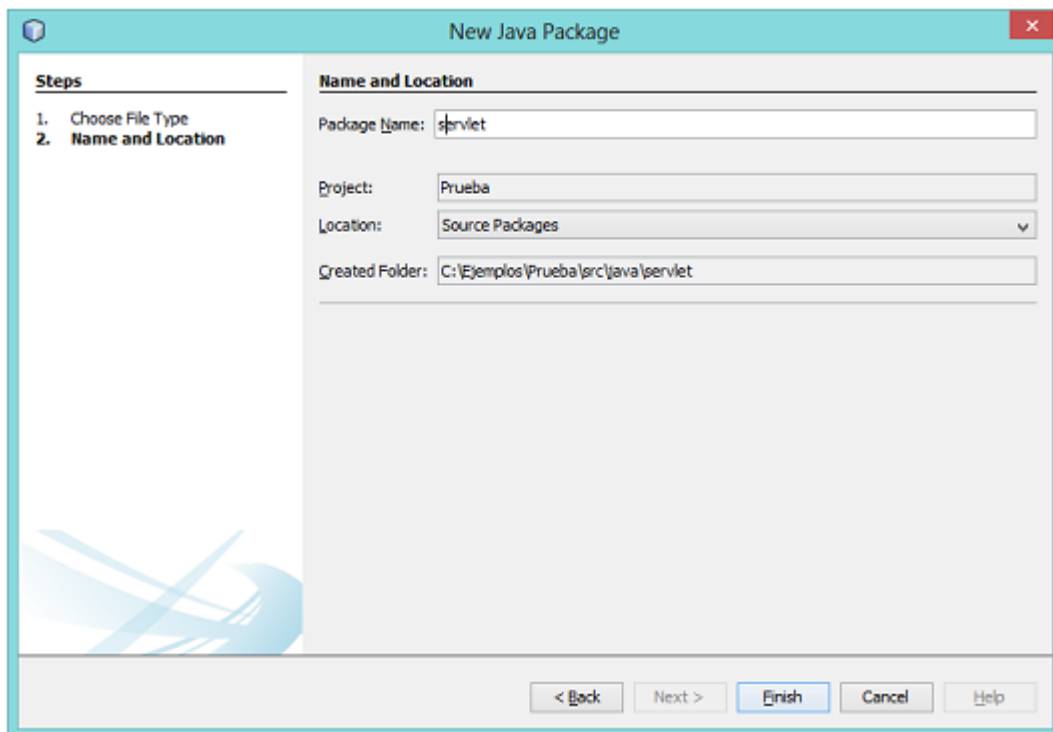 New Java Package
Steps
1. Choose File Type
2. Name and Location
Name and Location
Package Name: servlet
Project: Prueba
Location: Source Packages
Created Folder: C:\Ejemplos\Prueba\src\java\servlet
< Back Next > Finish Cancel Help